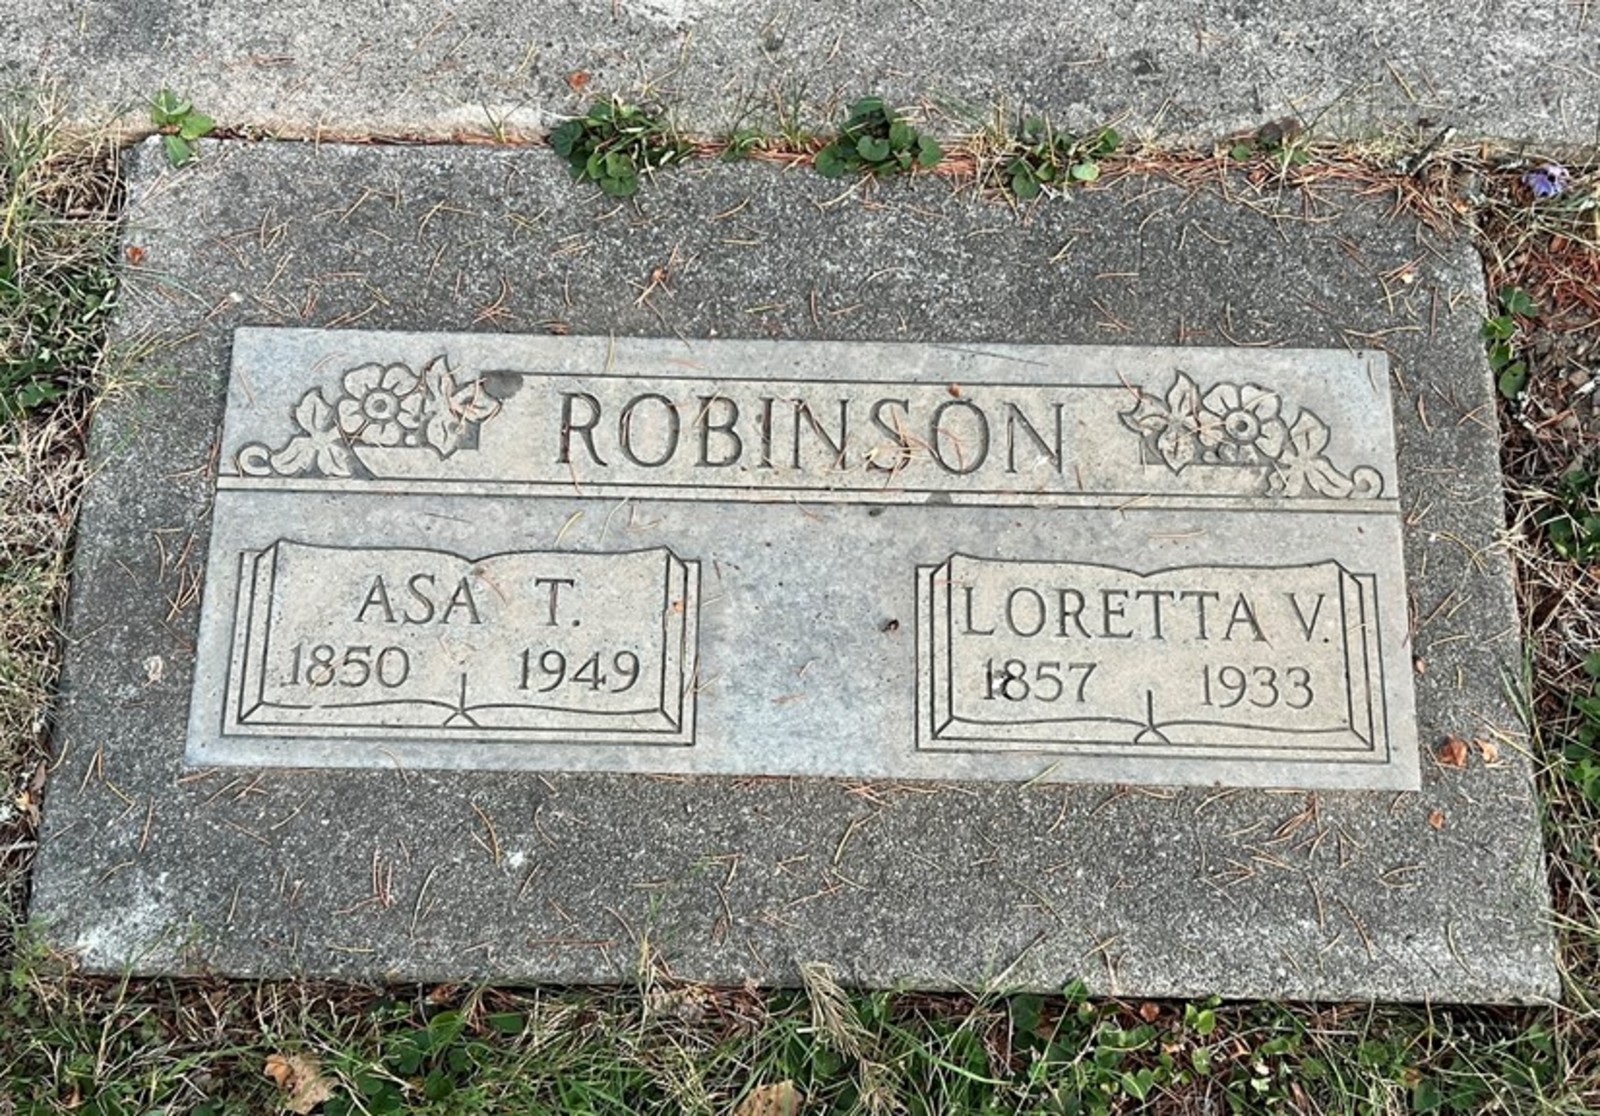 ROBINSON
ASA T.
1850 1949
LORETTA V.
1857 1933